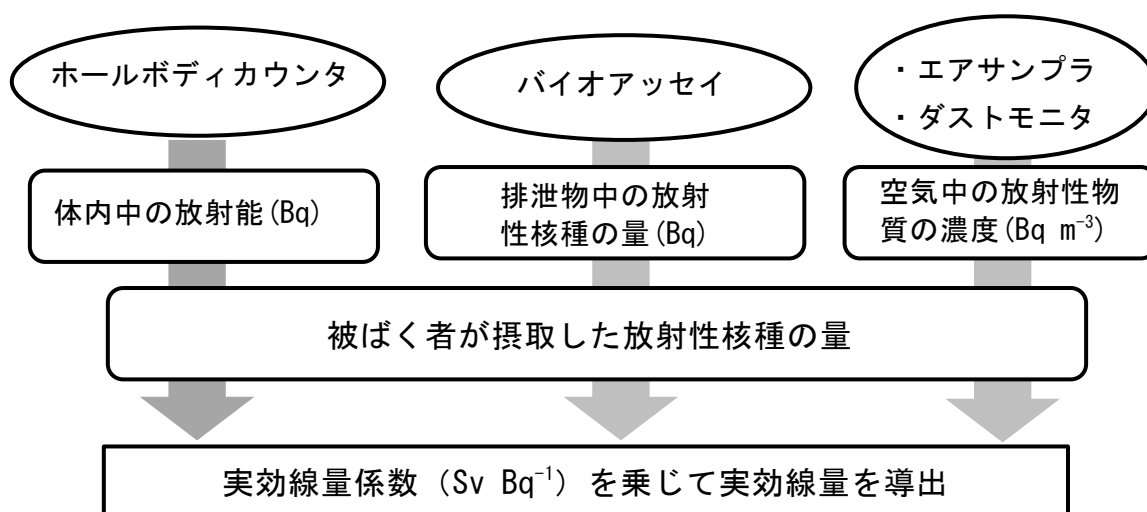 ホールボディカウンタ
バイオアッセイ
・エアサンプラ
・ダストモニタ
体内中の放射能(Bq)
排泄物中の放射
性核種の量(Bq)
空気中の放射性物
質の濃度(Bq m⁻³)
被ばく者が摂取した放射性核種の量
実効線量係数（Sv Bq⁻¹）を乗じて実効線量を導出